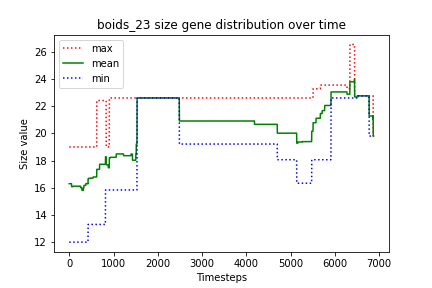 boids_23 size gene distribution over time
max
mean
min
Size value
26
24
22
20
18
16
14
12
0
1000
2000
3000
4000
5000
6000
7000
Timesteps